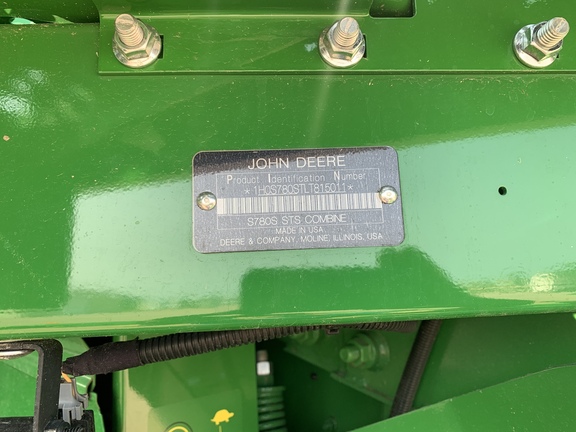 JOHN DEERE
Product Identification Number
*1H0S780STLT815011*
S780S STS COMBINE
MADE IN USA
DEERE & COMPANY, MOLINE, ILLINOIS, USA